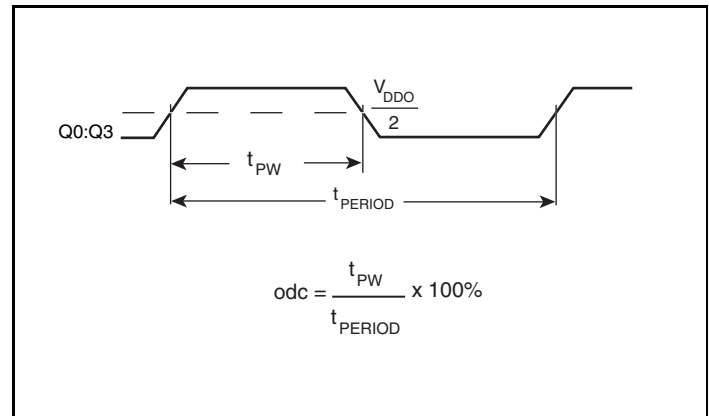 V_DDO
2
Q0:Q3
t_PW
t_PERIOD
odc = t_PW / t_PERIOD x 100%